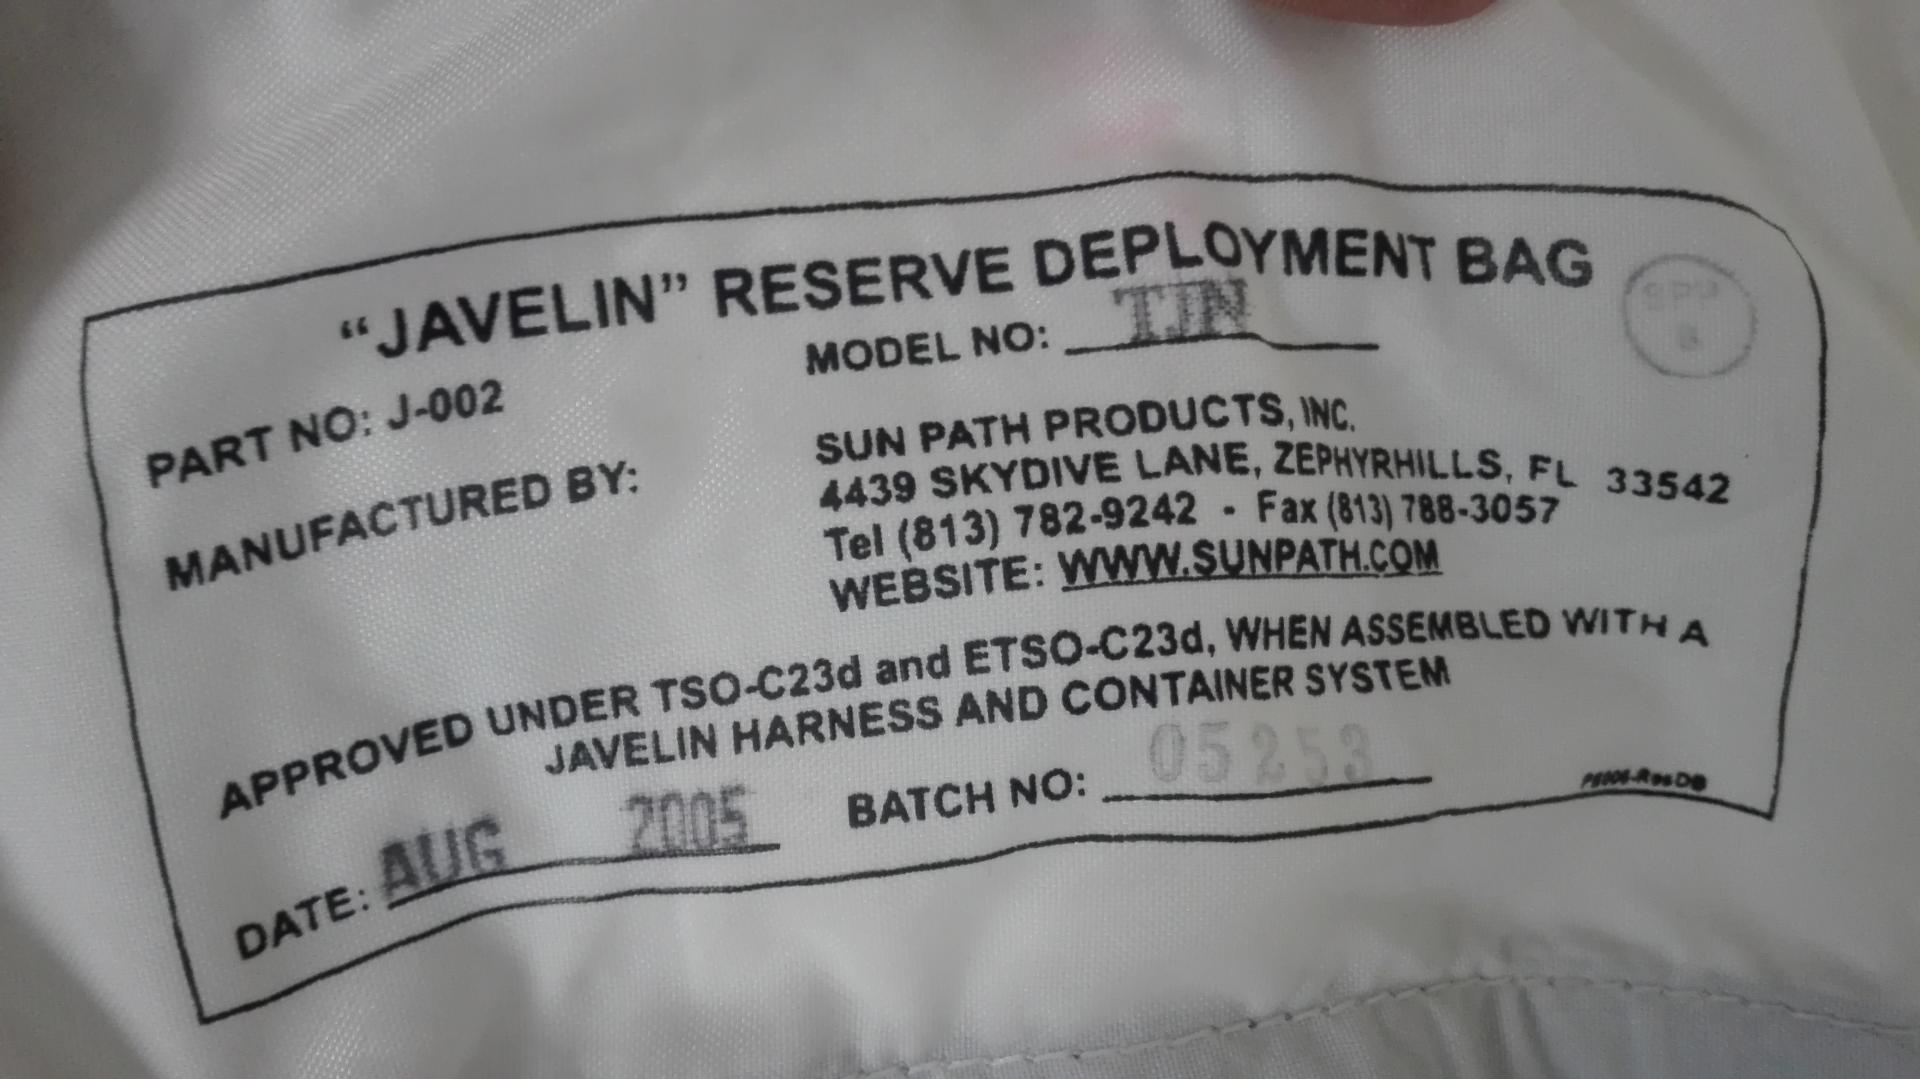 “JAVELIN” RESERVE DEPLOYMENT BAG
MODEL NO: TJN
PART NO: J-002
MANUFACTURED BY:
SUN PATH PRODUCTS, INC.
4439 SKYDIVE LANE, ZEPHYRHILLS, FL 33542
Tel (813) 782-9242 - Fax (813) 788-3057
WEBSITE: WWW.SUNPATH.COM
APPROVED UNDER TSO-C23d and ETSO-C23d, WHEN ASSEMBLED WITH A
JAVELIN HARNESS AND CONTAINER SYSTEM
DATE: AUG 2005 BATCH NO: 05253